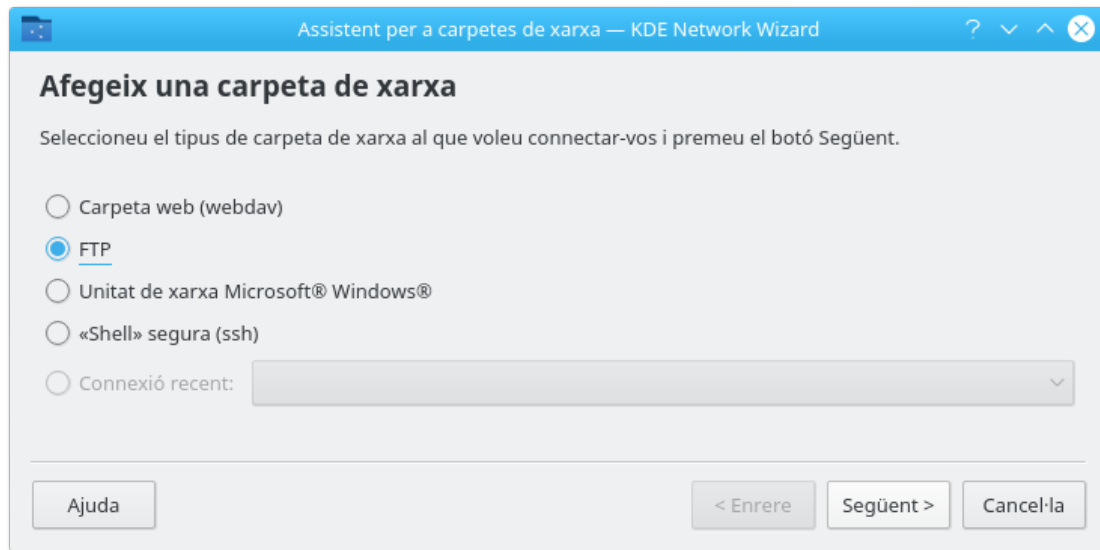 Assistent per a carpetes de xarxa — KDE Network Wizard
Afegeix una carpeta de xarxa
Seleccioneu el tipus de carpeta de xarxa al que voleu connectar-vos i premeu el botó Següent.
Carpeta web (webdav)
FTP
Unitat de xarxa Microsoft® Windows®
«Shell» segura (ssh)
Connexió recent:
Ajuda < Enrere Següent > Cancel·la